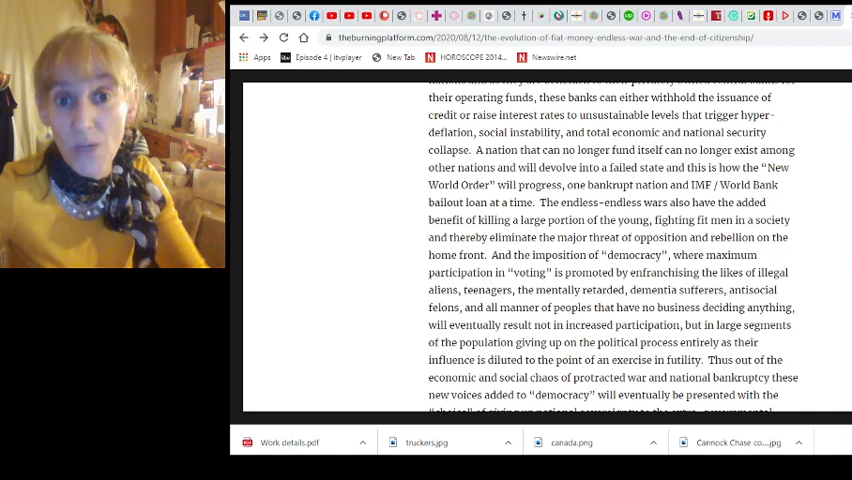 theburningplatform.com/2020/08/12/the-evolution-of-fiat-money-endless-war-and-the-end-of-citizenship/
Apps Episode 4 | itvplayer New Tab HOROSCOPE 2014... Newswire.net
their operating funds, these banks can either withhold the issuance of
credit or raise interest rates to unsustainable levels that trigger hyper-
deflation, social instability, and total economic and national security
collapse. A nation that can no longer fund itself can no longer exist among
other nations and will devolve into a failed state and this is how the “New
World Order” will progress, one bankrupt nation and IMF / World Bank
bailout loan at a time. The endless-endless wars also have the added
benefit of killing a large portion of the young, fighting fit men in a society
and thereby eliminate the major threat of opposition and rebellion on the
home front. And the imposition of “democracy”, where maximum
participation in “voting” is promoted by enfranchising the likes of illegal
aliens, teenagers, the mentally retarded, dementia sufferers, antisocial
felons, and all manner of peoples that have no business deciding anything,
will eventually result not in increased participation, but in large segments
of the population giving up on the political process entirely as their
influence is diluted to the point of an exercise in futility. Thus out of the
economic and social chaos of protracted war and national bankruptcy these
new voices added to “democracy” will eventually be presented with the
Work details.pdf truckers.jpg canada.png Cannock Chase co....jpg